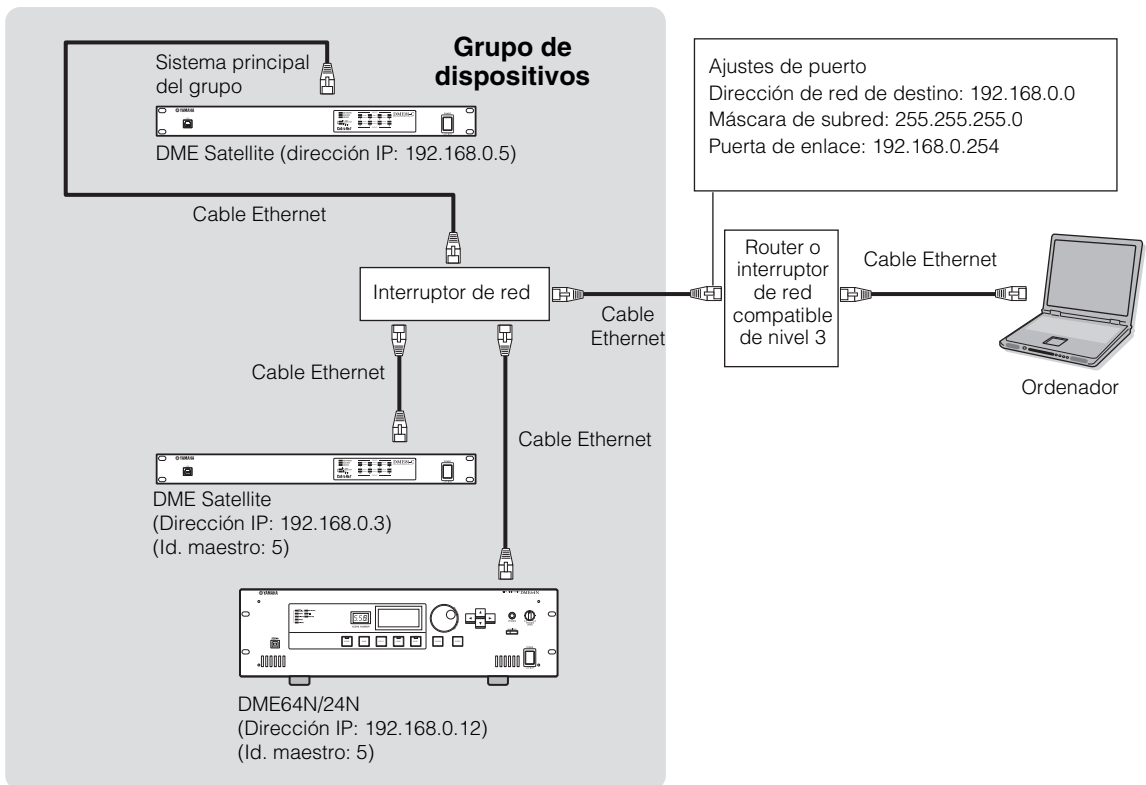 Grupo de
dispositivos
Sistema principal
del grupo
YAMAHA
DME Satellite (dirección IP: 192.168.0.5)
Cable Ethernet
Ajustes de puerto
Dirección de red de destino: 192.168.0.0
Máscara de subred: 255.255.255.0
Puerta de enlace: 192.168.0.254
Interruptor de red
Cable
Ethernet
Router o
interruptor
de red
compatible
de nivel 3
Cable Ethernet
Ordenador
Cable Ethernet
Cable Ethernet
YAMAHA
DME Satellite
(Dirección IP: 192.168.0.3)
(Id. maestro: 5)
YAMAHA
DME64N
DME64N/24N
(Dirección IP: 192.168.0.12)
(Id. maestro: 5)